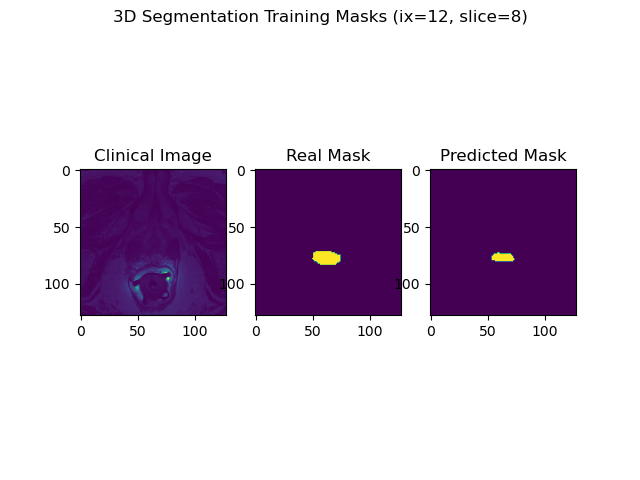 3D Segmentation Training Masks (ix=12, slice=8)
Clinical Image Real Mask Predicted Mask
0 0 0
50 50 50
100 100 100
0 50 100 0 50 100 0 50 100